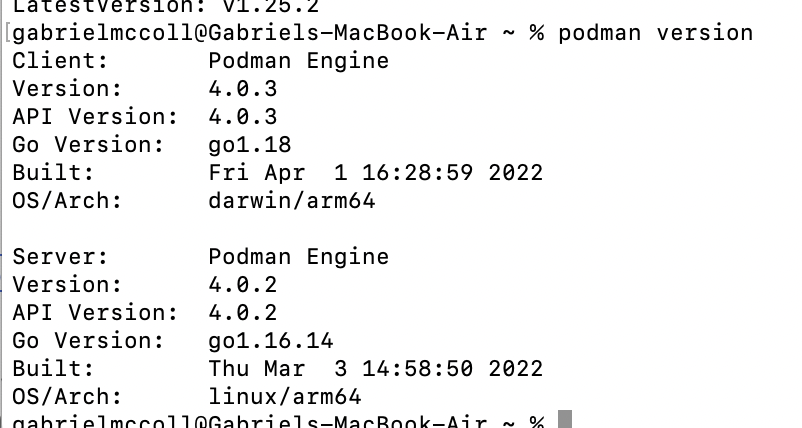 LatestVersion: v1.25.2
[gabrielmccoll@Gabriels-MacBook-Air ~ % podman version
Client:       Podman Engine
Version:      4.0.3
API Version:  4.0.3
Go Version:   go1.18
Built:        Fri Apr  1 16:28:59 2022
OS/Arch:      darwin/arm64

Server:       Podman Engine
Version:      4.0.2
API Version:  4.0.2
Go Version:   go1.16.14
Built:        Thu Mar  3 14:58:50 2022
OS/Arch:      linux/arm64
gabrielmccoll@Gabriels-MacBook-Air ~ %